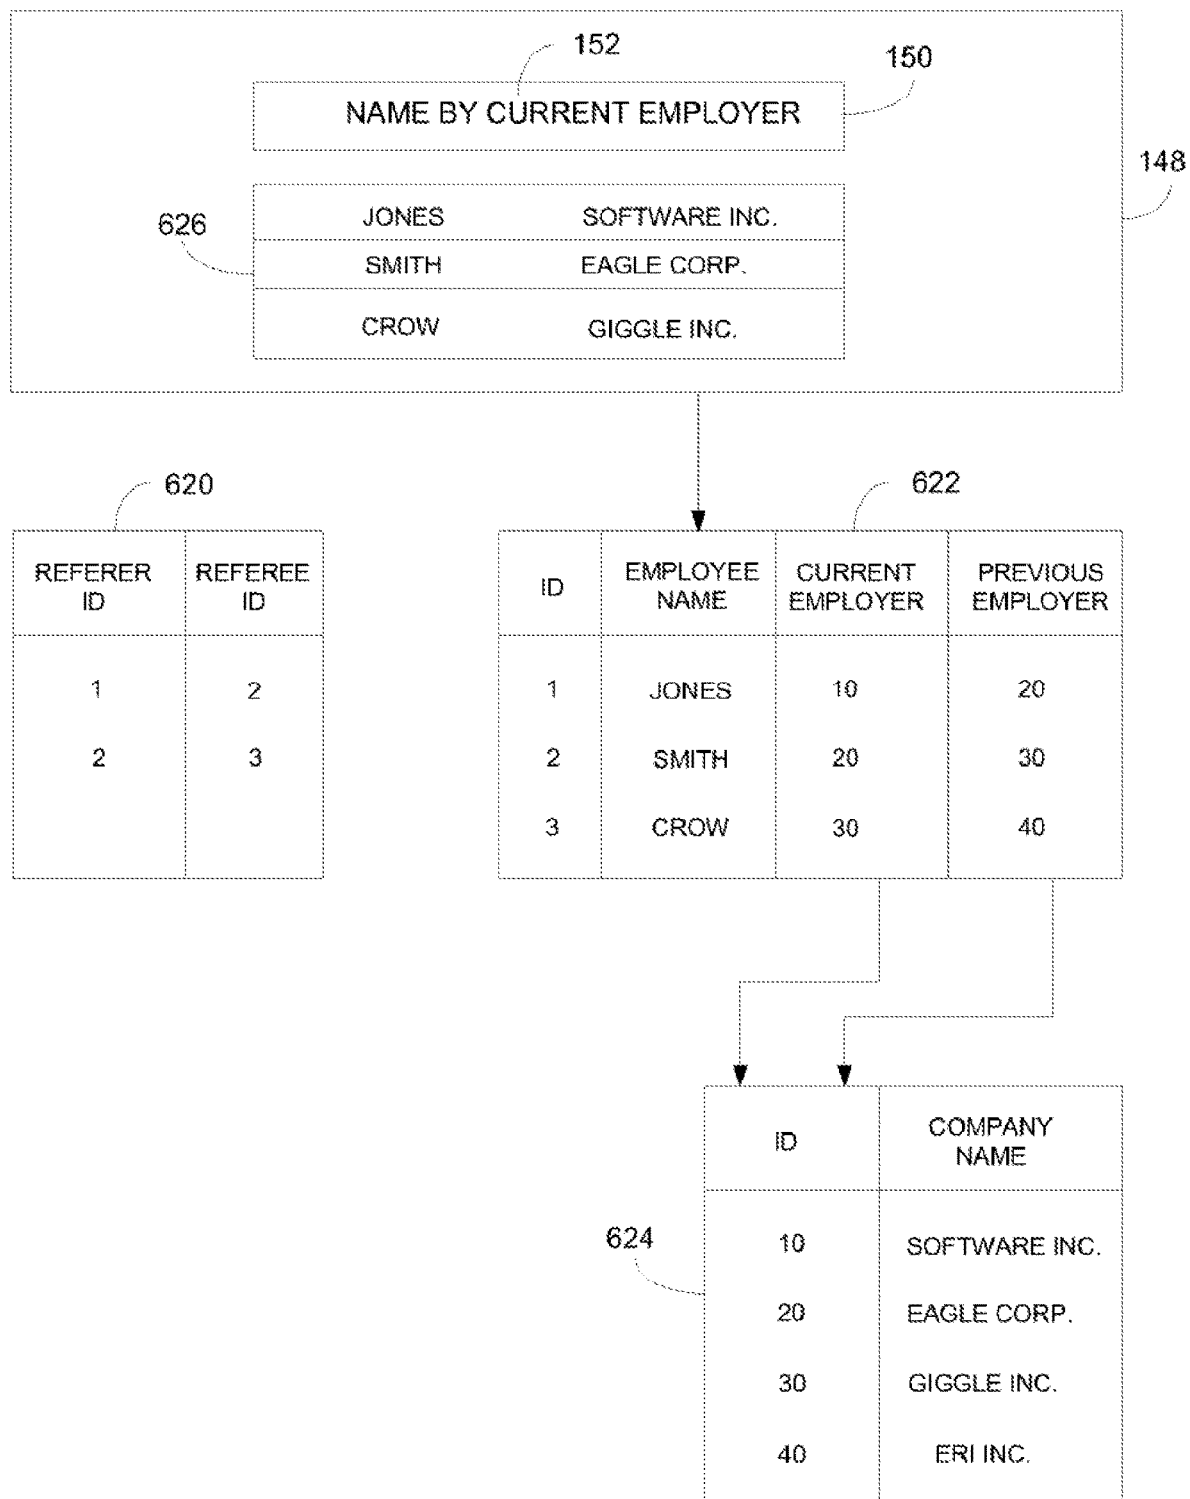 152
150
NAME BY CURRENT EMPLOYER
148
626
JONES SOFTWARE INC.
SMITH EAGLE CORP.
CROW GIGGLE INC.
620
REFERER ID
REFEREE ID
1 2
2 3
622
ID
EMPLOYEE NAME
CURRENT EMPLOYER
PREVIOUS EMPLOYER
1 JONES 10 20
2 SMITH 20 30
3 CROW 30 40
624
ID
COMPANY NAME
10 SOFTWARE INC.
20 EAGLE CORP.
30 GIGGLE INC.
40 ERI INC.